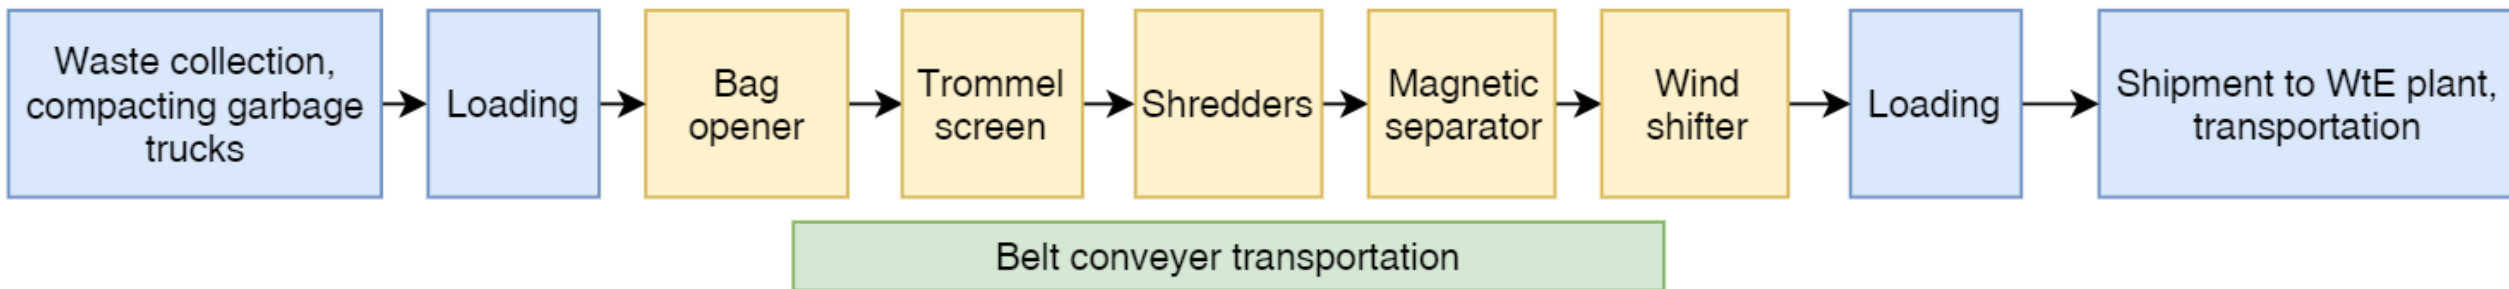 Waste collection,
compacting garbage
trucks
Loading
Bag
opener
Trommel
screen
Shredders
Magnetic
separator
Wind
shifter
Loading
Shipment to WtE plant,
transportation
Belt conveyer transportation